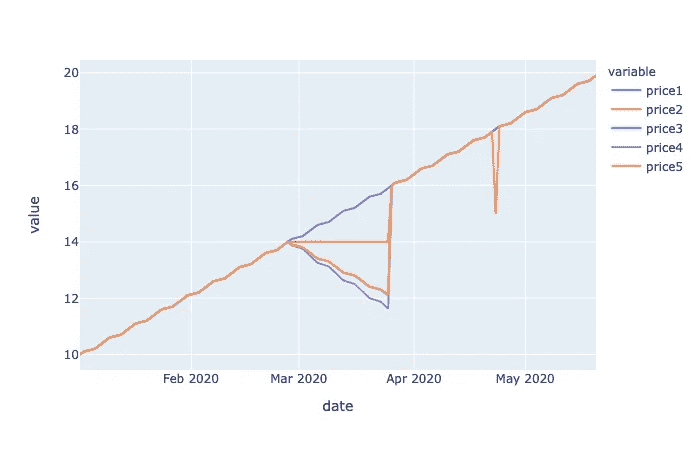 20
18
16
14
12
10
value
Feb 2020
Mar 2020
Apr 2020
May 2020
date
variable
price1
price2
price3
price4
price5